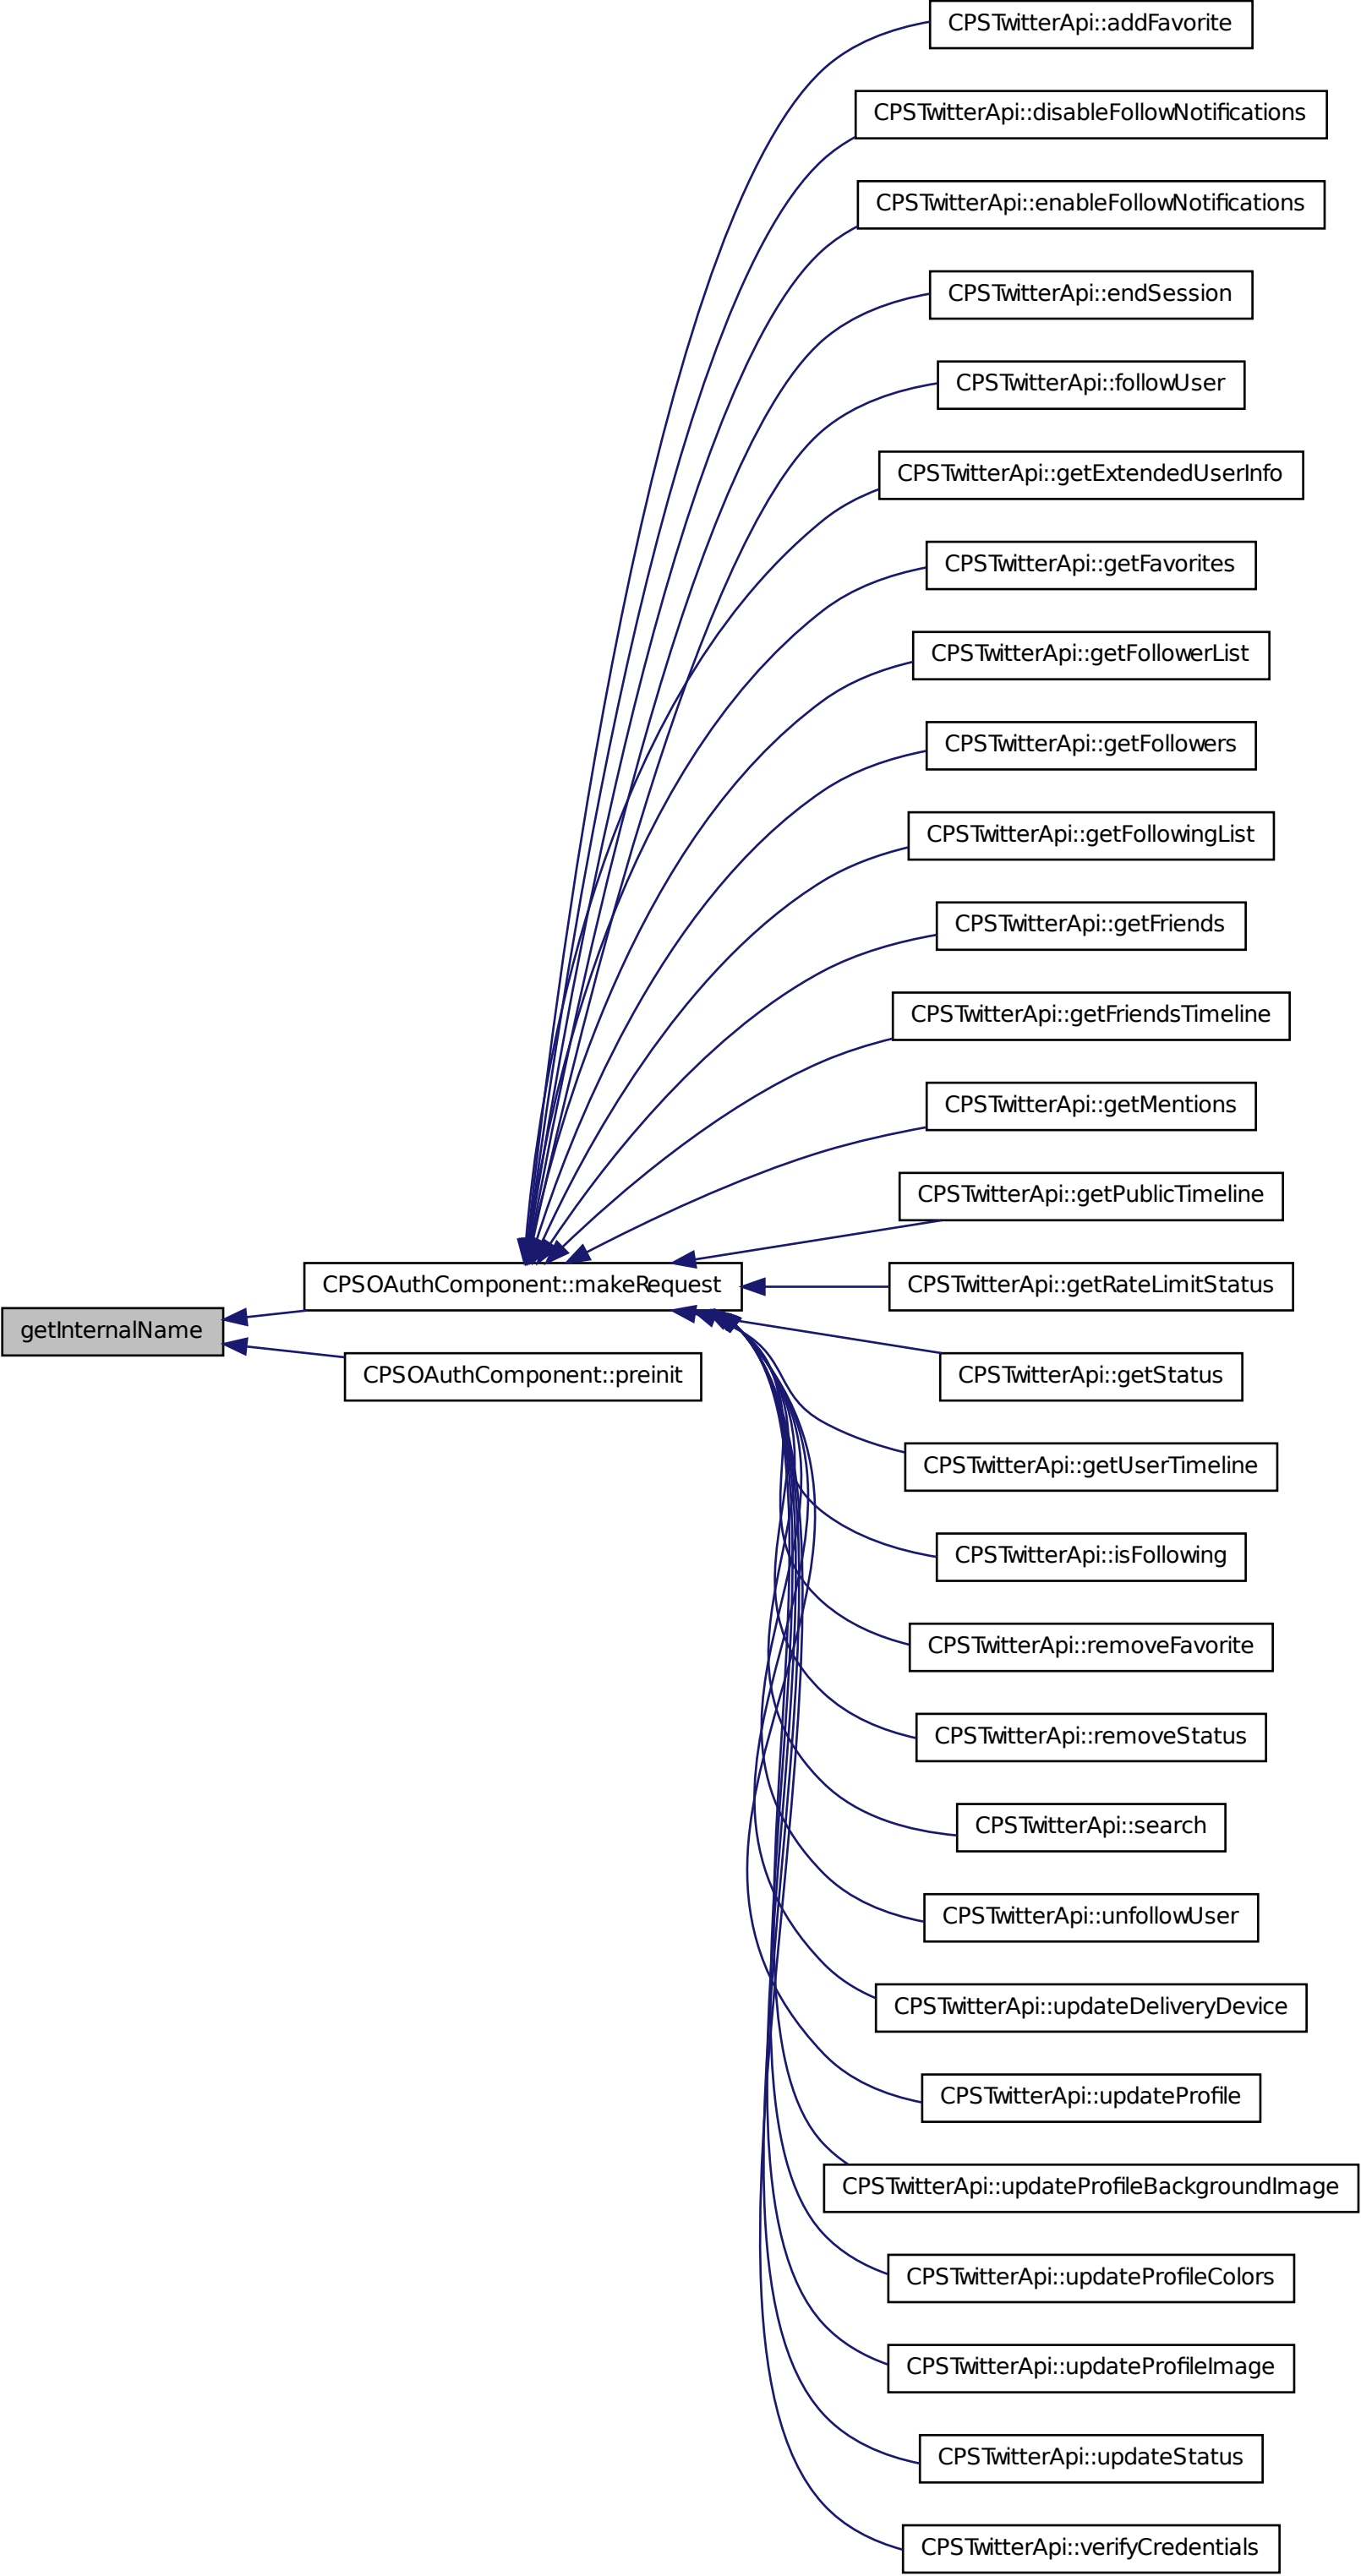 CPSTwitterApi::addFavorite
CPSTwitterApi::disableFollowNotifications
CPSTwitterApi::enableFollowNotifications
CPSTwitterApi::endSession
CPSTwitterApi::followUser
CPSTwitterApi::getExtendedUserInfo
CPSTwitterApi::getFavorites
CPSTwitterApi::getFollowerList
CPSTwitterApi::getFollowers
CPSTwitterApi::getFollowingList
CPSTwitterApi::getFriends
CPSTwitterApi::getFriendsTimeline
CPSTwitterApi::getMentions
CPSTwitterApi::getPublicTimeline
CPSOAuthComponent::makeRequest
CPSTwitterApi::getRateLimitStatus
getInternalName
CPSOAuthComponent::preinit
CPSTwitterApi::getStatus
CPSTwitterApi::getUserTimeline
CPSTwitterApi::isFollowing
CPSTwitterApi::removeFavorite
CPSTwitterApi::removeStatus
CPSTwitterApi::search
CPSTwitterApi::unfollowUser
CPSTwitterApi::updateDeliveryDevice
CPSTwitterApi::updateProfile
CPSTwitterApi::updateProfileBackgroundImage
CPSTwitterApi::updateProfileColors
CPSTwitterApi::updateProfileImage
CPSTwitterApi::updateStatus
CPSTwitterApi::verifyCredentials